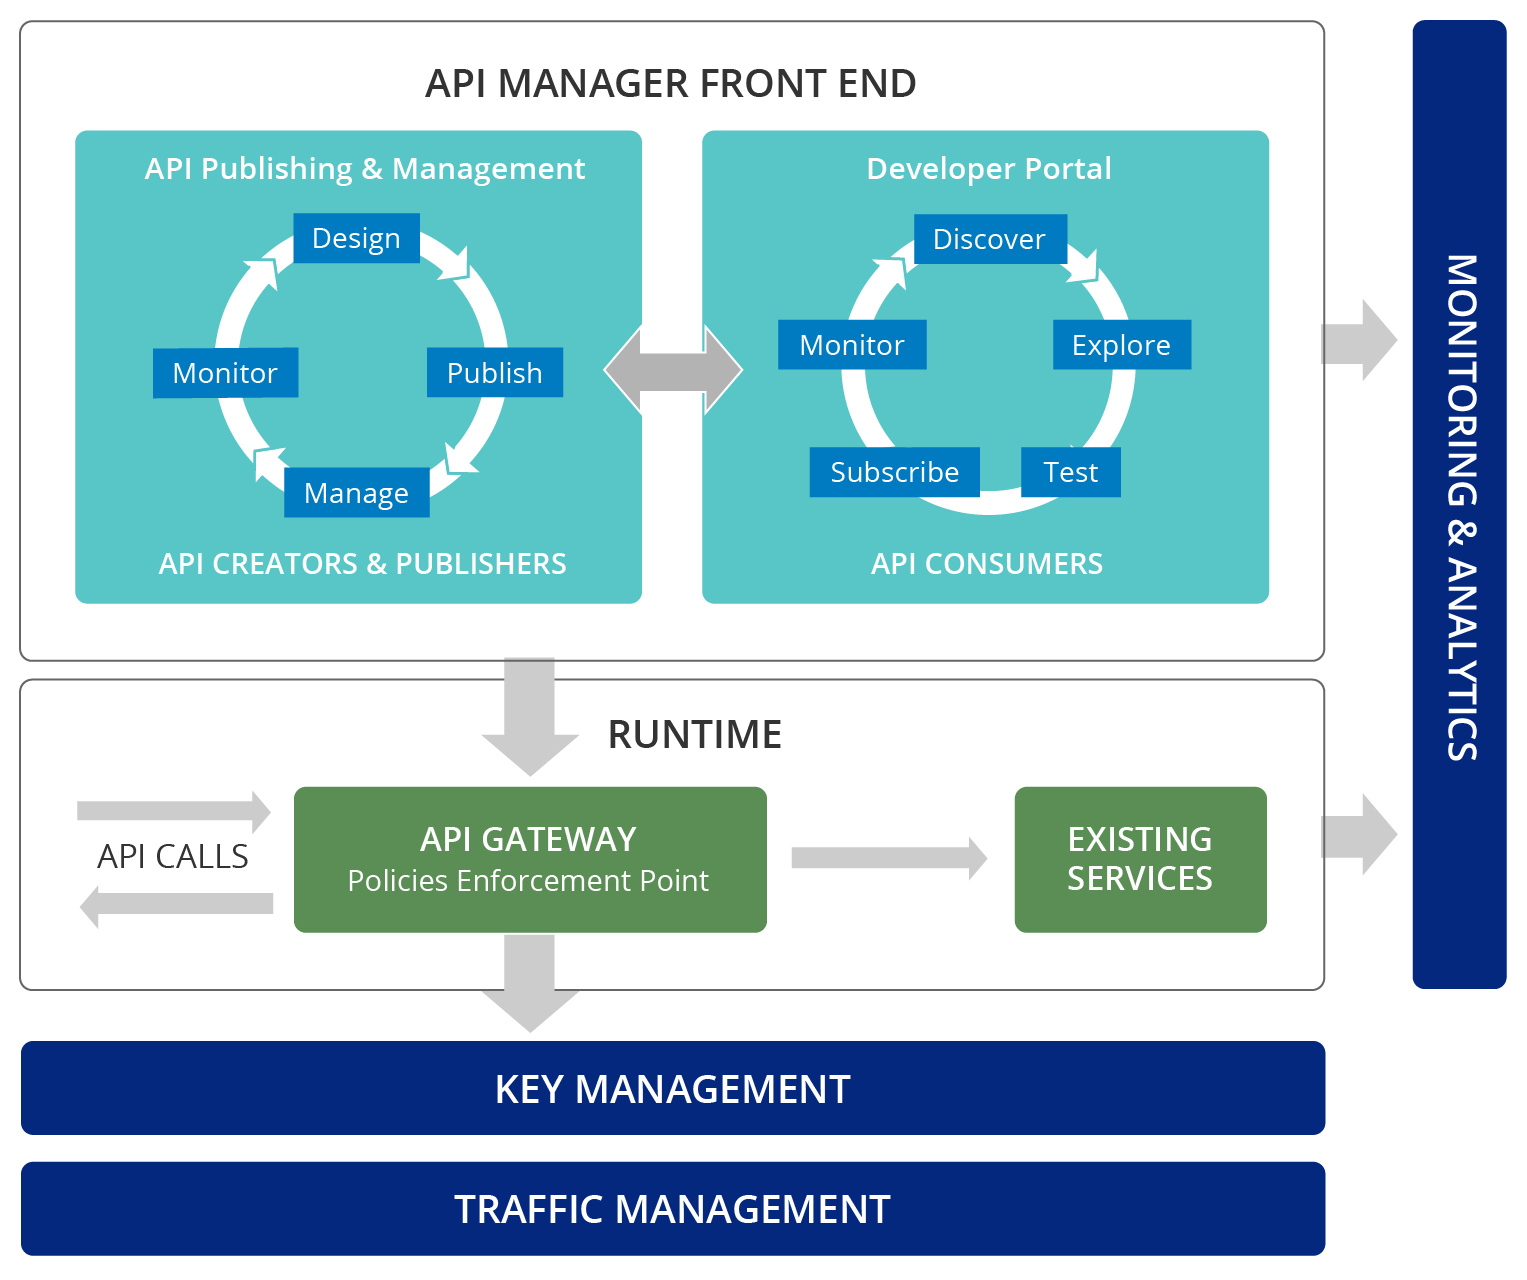 API MANAGER FRONT END
API Publishing & Management
Design
Monitor
Publish
Manage
API CREATORS & PUBLISHERS
Developer Portal
Discover
Monitor
Explore
Subscribe
Test
API CONSUMERS
MONITORING & ANALYTICS
RUNTIME
API CALLS
API GATEWAY
Policies Enforcement Point
EXISTING
SERVICES
KEY MANAGEMENT
TRAFFIC MANAGEMENT